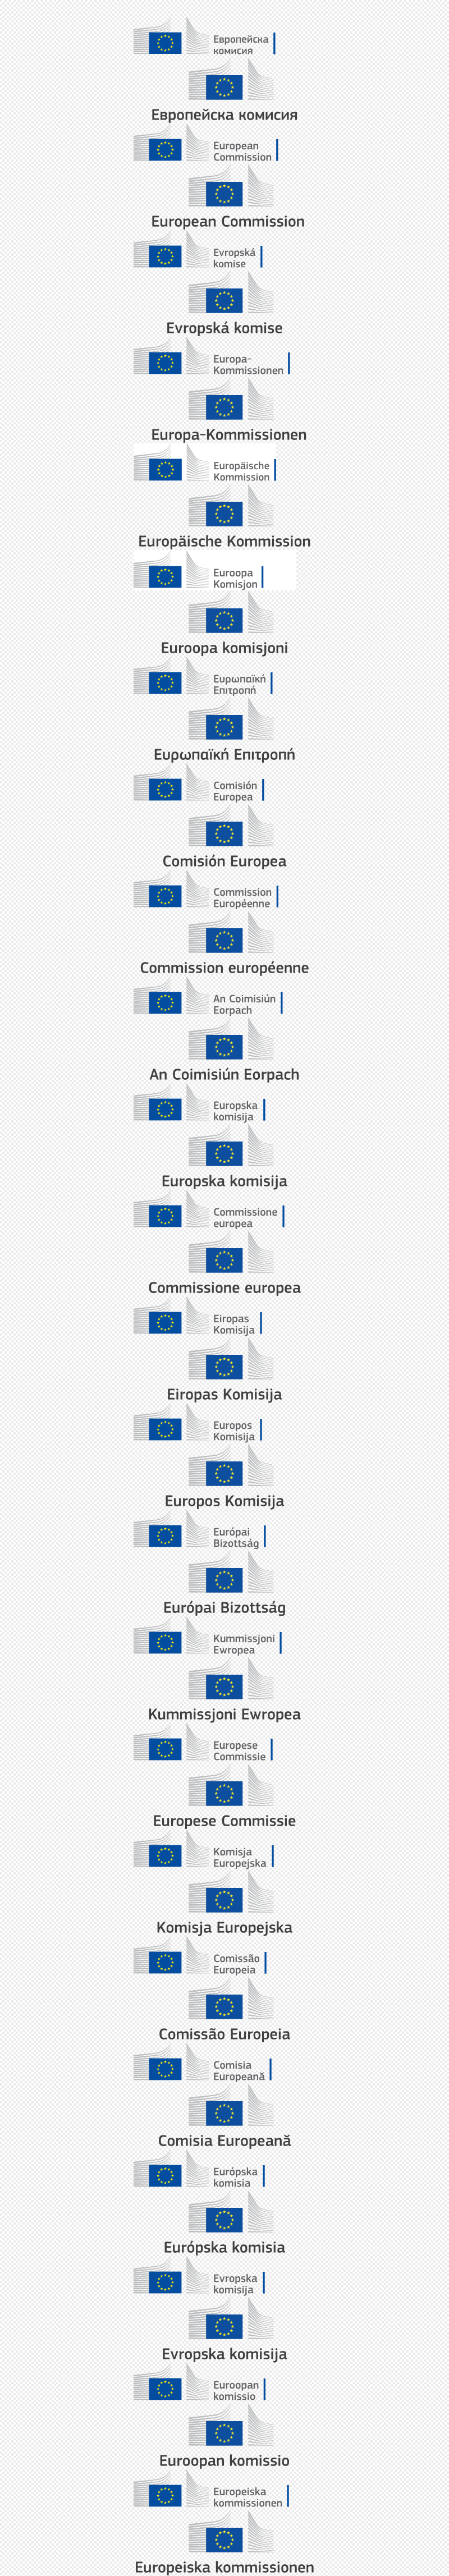 Европейска
комисия
Европейска комисия
European
Commission
European Commission
Evropská
komise
Evropská komise
Europa-
Kommissionen
Europa-Kommissionen
Europäische
Kommission
Europäische Kommission
Euroopa
Komisjon
Euroopa komisjoni
Ευρωπαϊκή
Επιτροπή
Ευρωπαϊκή Επιτροπή
Comisión
Europea
Comisión Europea
Commission
Européenne
Commission européenne
An Coimisiún
Eorpach
An Coimisiún Eorpach
Europska
komisija
Europska komisija
Commissione
europea
Commissione europea
Eiropas
Komisija
Eiropas Komisija
Europos
Komisija
Europos Komisija
Európai
Bizottság
Európai Bizottság
Kummissjoni
Ewropea
Kummissjoni Ewropea
Europese
Commissie
Europese Commissie
Komisja
Europejska
Komisja Europejska
Comissão
Europeia
Comissão Europeia
Comisia
Europeană
Comisia Europeană
Európska
komisia
Európska komisia
Evropska
komisija
Evropska komisija
Euroopan
komissio
Euroopan komissio
Europeiska
kommissionen
Europeiska kommissionen